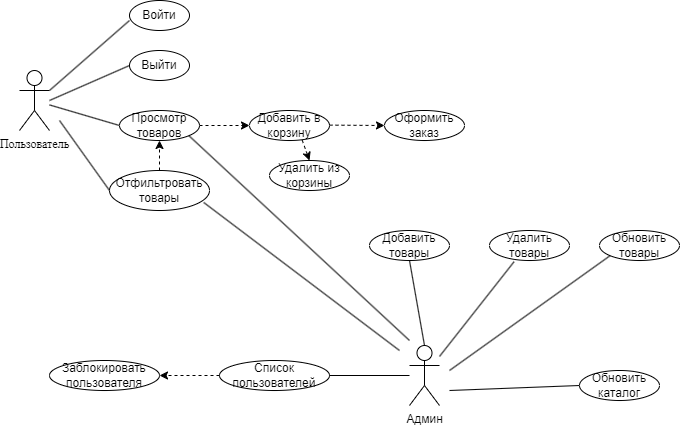 Войти
Выйти
Пользователь
Просмотр
товаров
Добавить в
корзину
Оформить
заказ
Удалить из
корзины
Отфильтровать
товары
Добавить
товары
Удалить
товары
Обновить
товары
Заблокировать
пользователя
Список
пользователей
Админ
Обновить
каталог